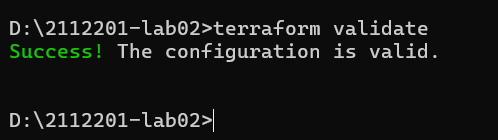 D:\2112201-lab02>terraform validate
Success! The configuration is valid.
D:\2112201-lab02>